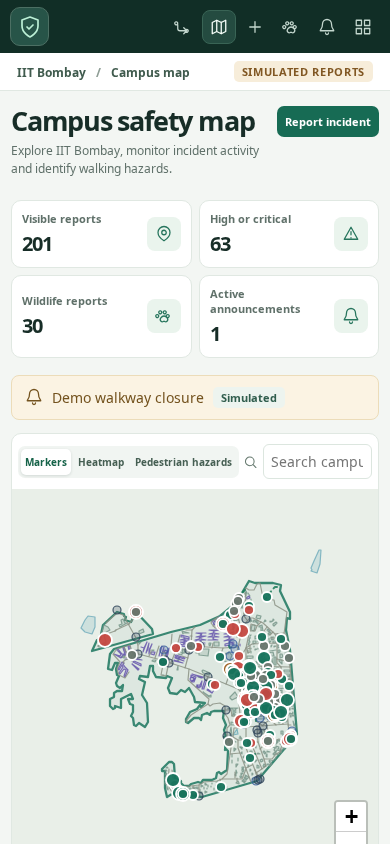 IIT Bombay / Campus map
SIMULATED REPORTS
Campus safety map
Report incident
Explore IIT Bombay, monitor incident activity
and identify walking hazards.
Visible reports
201
High or critical
63
Wildlife reports
30
Active
announcements
1
Demo walkway closure
Simulated
Markers
Heatmap
Pedestrian hazards
Search campu
+